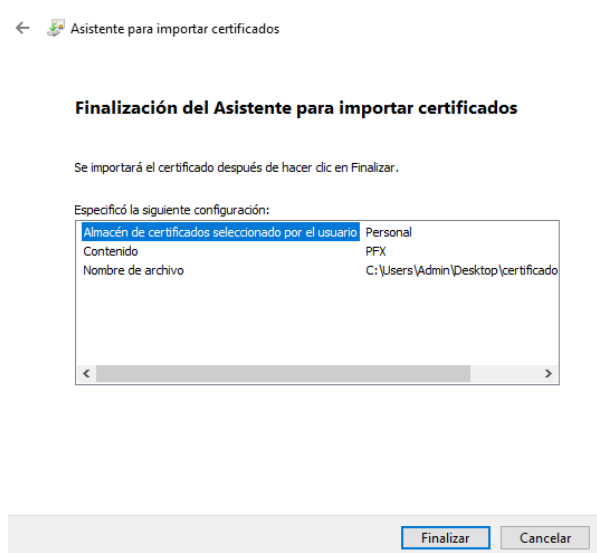 Asistente para importar certificados
Finalización del Asistente para importar certificados
Se importará el certificado después de hacer clic en Finalizar.
Especificó la siguiente configuración:
Almacén de certificados seleccionado por el usuario Personal
Contenido PFX
Nombre de archivo C:\Users\Admin\Desktop\certificado
Finalizar Cancelar